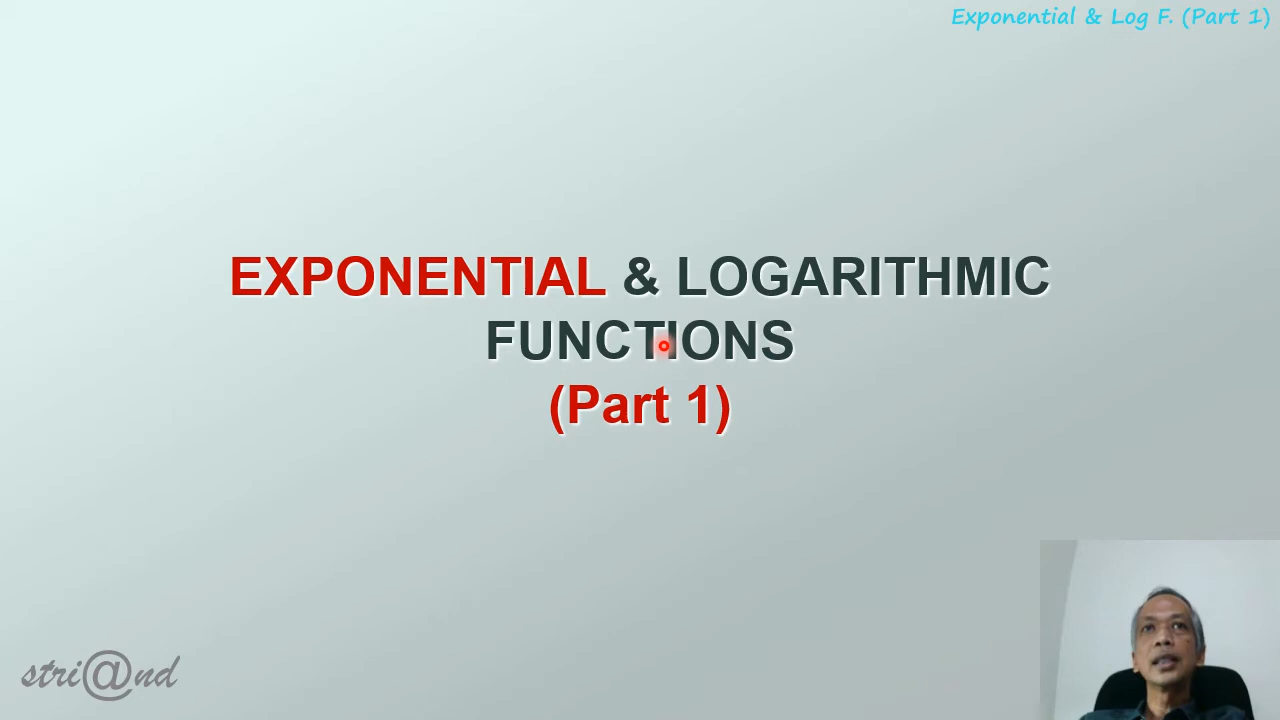 Exponential & Log F. (Part 1)
EXPONENTIAL & LOGARITHMIC
FUNCTIONS
(Part 1)
stri@nd